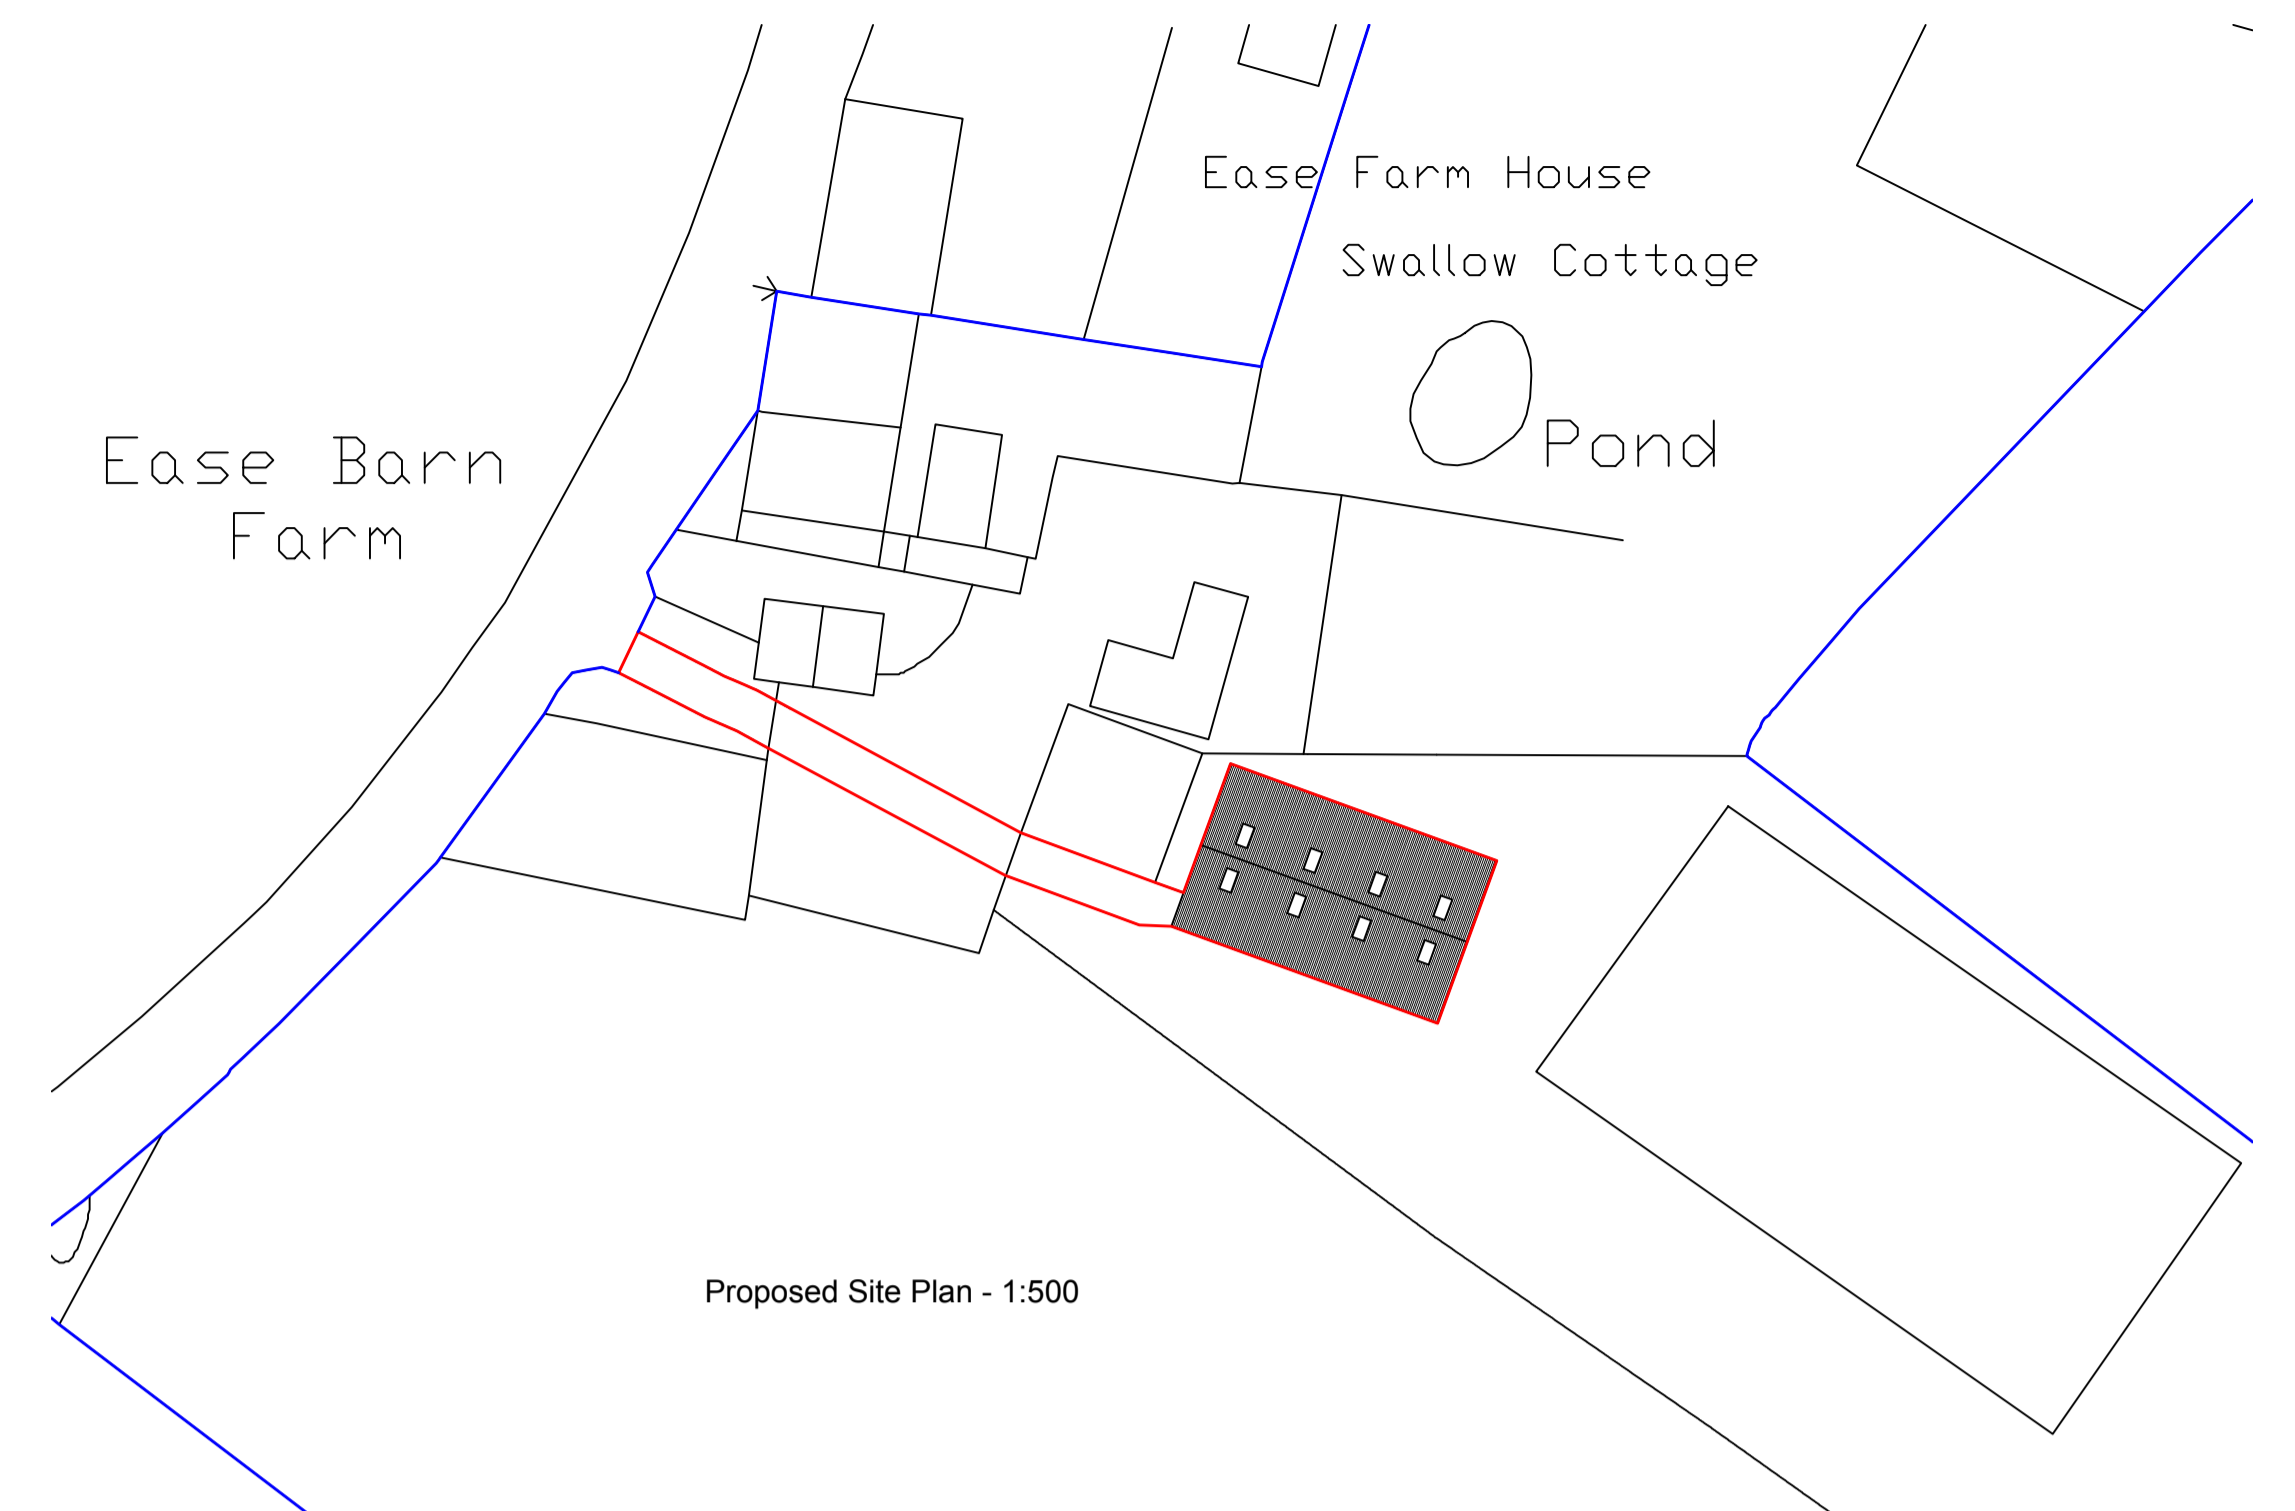 Ease Farm House
Swallow Cottage
Pond
Ease Barn
Farm
Proposed Site Plan - 1:500